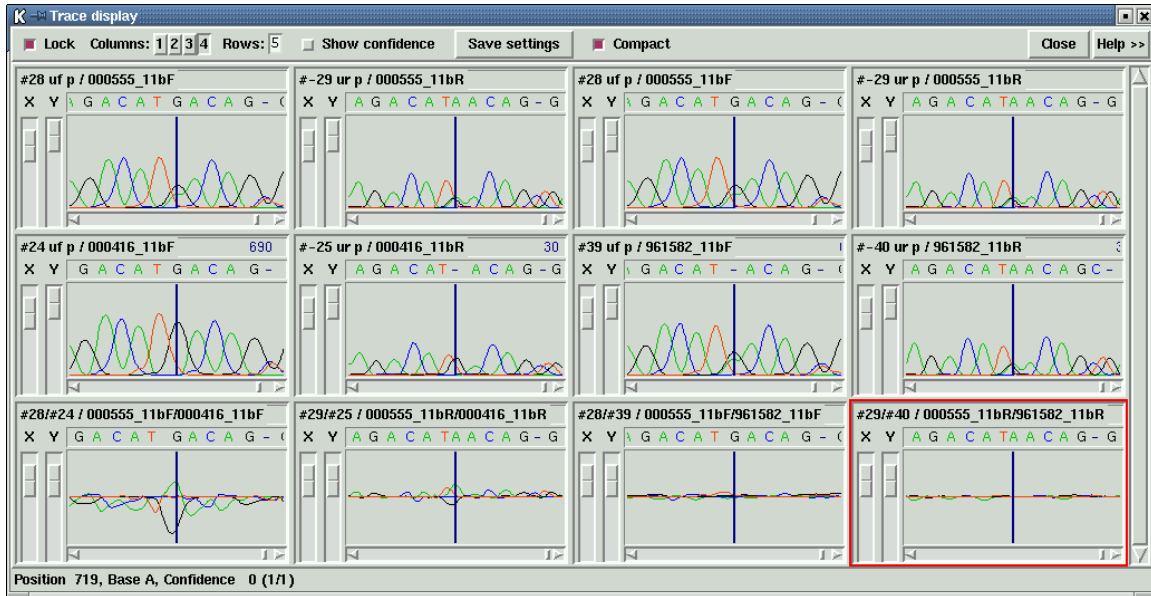 Trace display
Lock Columns: 1 2 3 4 Rows: 5 Show confidence Save settings Compact Close Help >>
#28 uf p / 000555_11bF #-29 ur p / 000555_11bR #28 uf p / 000555_11bF #-29 ur p / 000555_11bR
X Y G A C A T G A C A G - X Y A G A C A T A A C A G - G X Y G A C A T G A C A G - X Y A G A C A T A A C A G - G
#24 uf p / 000416_11bF 690 #-25 ur p / 000416_11bR 30 #39 uf p / 961582_11bF #-40 ur p / 961582_11bR
X Y G A C A T G A C A G - X Y A G A C A T - A C A G - G X Y G A C A T - A C A G - X Y A G A C A T A A C A G C -
#28/#24 / 000555_11bF/000416_11bF #29/#25 / 000555_11bR/000416_11bR #28/#39 / 000555_11bF/961582_11bF #29/#40 / 000555_11bR/961582_11bR
X Y G A C A T G A C A G - X Y A G A C A T A A C A G - G X Y G A C A T G A C A G - X Y A G A C A T A A C A G - G
Position 719, Base A, Confidence 0 (1/1)